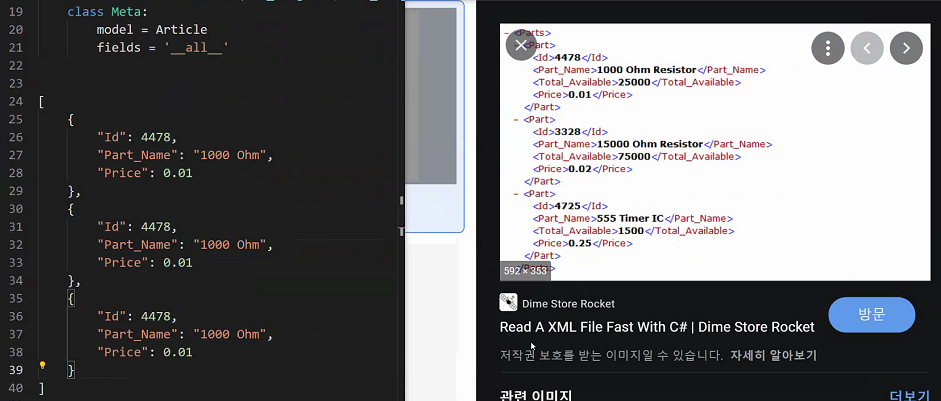 19 class Meta:
20 model = Article
21 fields = '__all__'
22
23
24 [
25 {
26 "Id": 4478,
27 "Part_Name": "1000 Ohm",
28 "Price": 0.01
29 },
30 {
31 "Id": 4478,
32 "Part_Name": "1000 Ohm",
33 "Price": 0.01
34 },
35 {
36 "Id": 4478,
37 "Part_Name": "1000 Ohm",
38 "Price": 0.01
39 }
40 ]
- <Parts>
<Part>
<Id>4478</Id>
<Part_Name>1000 Ohm Resistor</Part_Name>
<Total_Available>25000</Total_Available>
<Price>0.01</Price>
</Part>
- <Part>
<Id>3328</Id>
<Part_Name>15000 Ohm Resistor</Part_Name>
<Total_Available>75000</Total_Available>
<Price>0.02</Price>
</Part>
- <Part>
<Id>4725</Id>
<Part_Name>555 Timer IC</Part_Name>
<Total_Available>1500</Total_Available>
<Price>0.25</Price>
</Part>
592 × 353
Dime Store Rocket
Read A XML File Fast With C# | Dime Store Rocket
방문
저작권 보호를 받는 이미지일 수 있습니다. 자세히 알아보기
관련 이미지
더보기